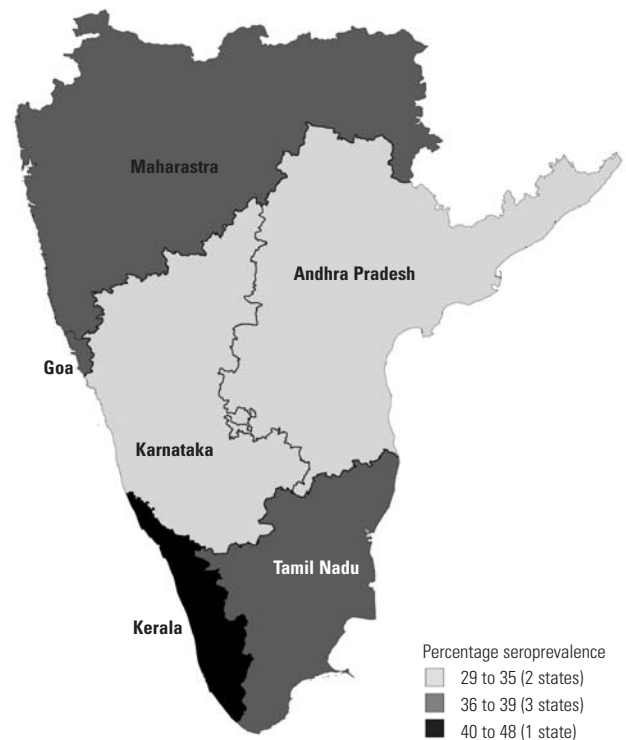 Maharastra
Andhra Pradesh
Goa
Karnataka
Tamil Nadu
Kerala
Percentage seroprevalence
29 to 35 (2 states)
36 to 39 (3 states)
40 to 48 (1 state)